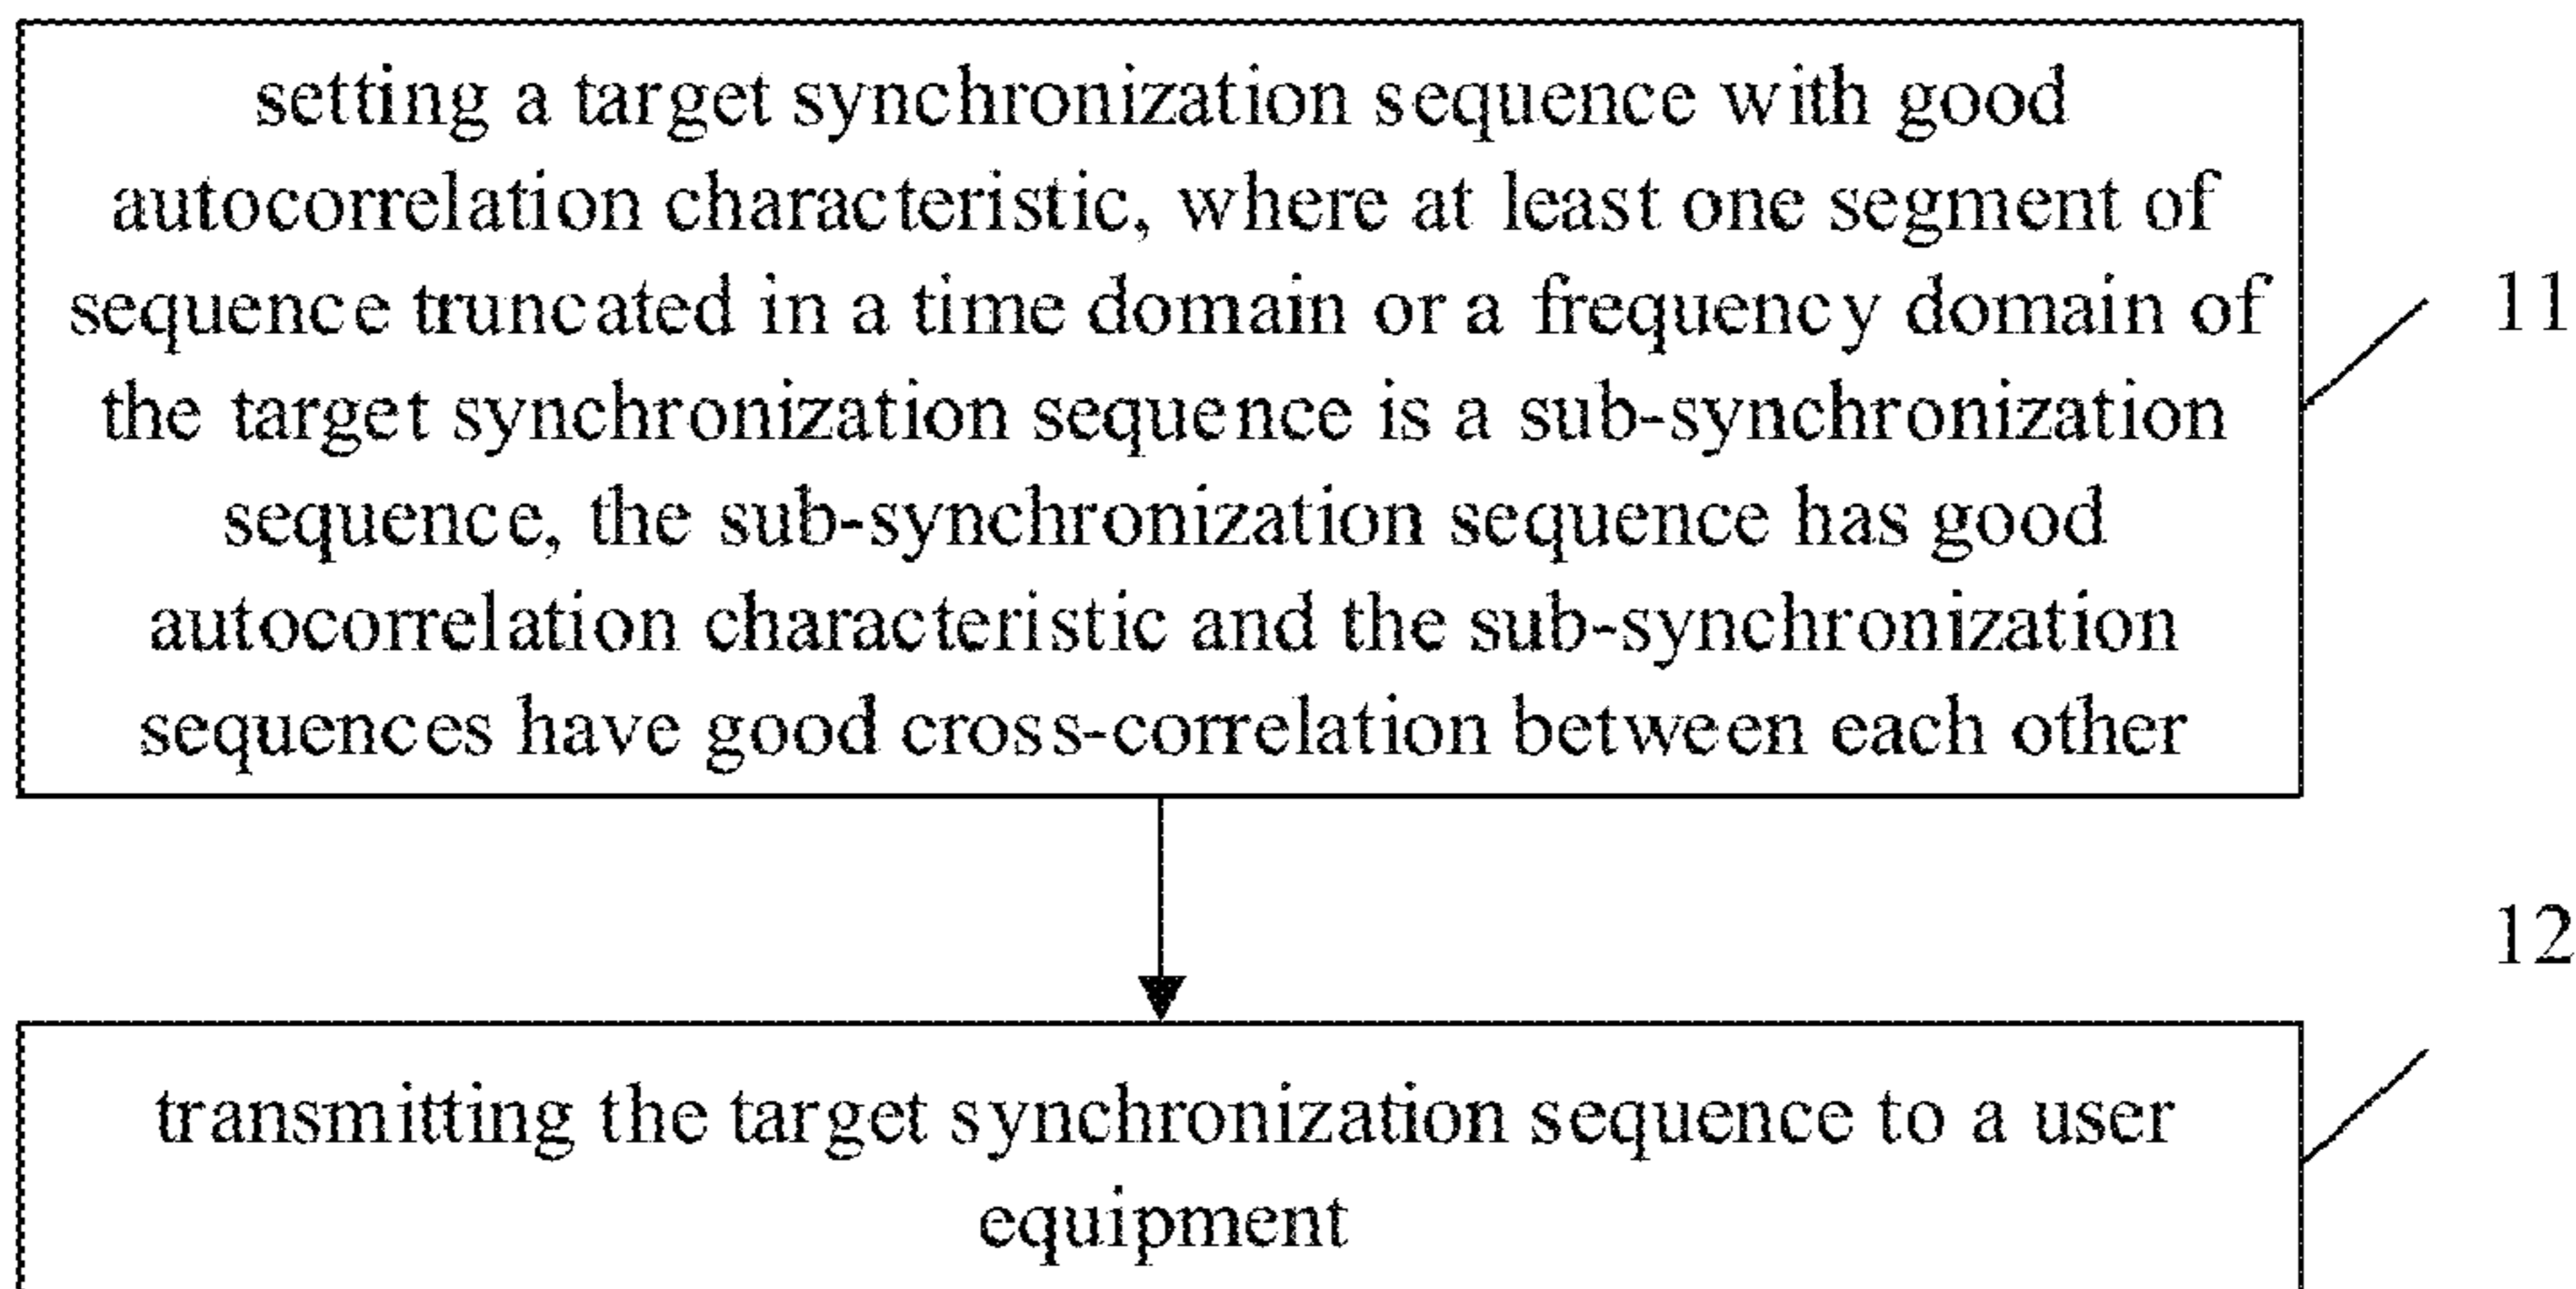 setting a target synchronization sequence with good
autocorrelation characteristic, where at least one segment of
sequence truncated in a time domain or a frequency domain of
the target synchronization sequence is a sub-synchronization
sequence, the sub-synchronization sequence has good
autocorrelation characteristic and the sub-synchronization
sequences have good cross-correlation between each other
11
12
transmitting the target synchronization sequence to a user
equipment